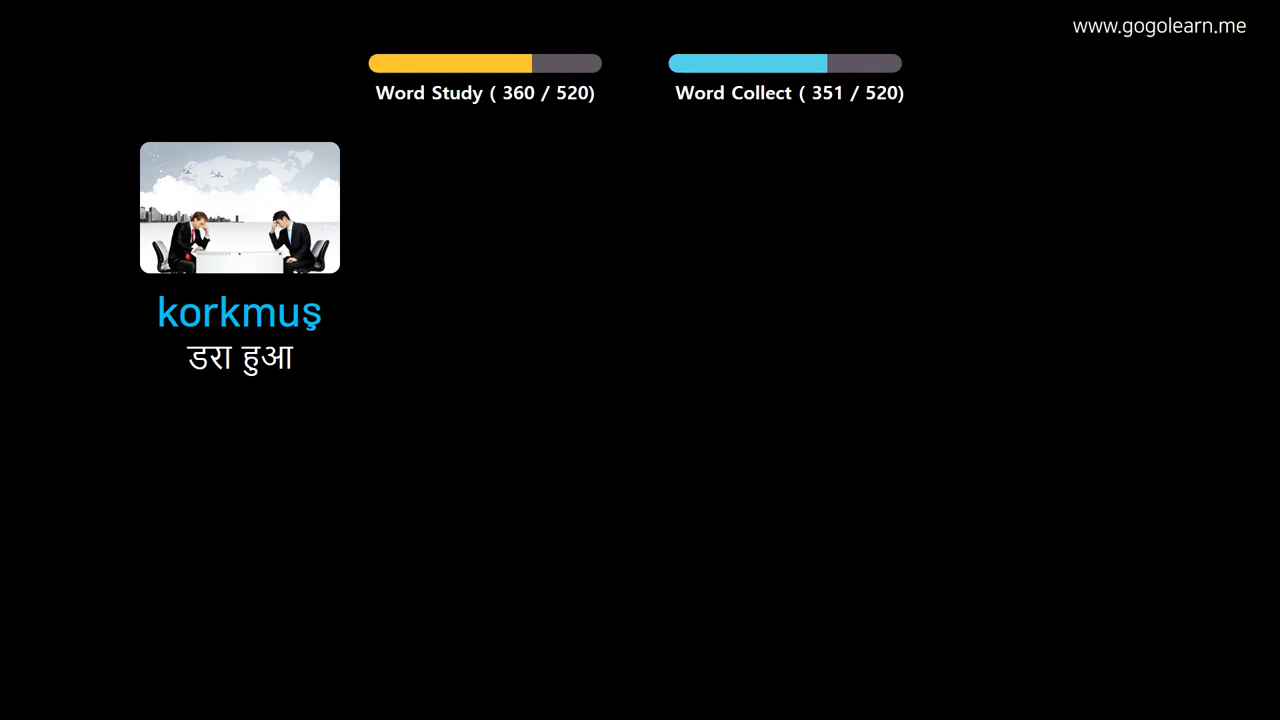 www.gogolearn.me
Word Study ( 360 / 520)
Word Collect ( 351 / 520)
korkmuş
डरा हुआ